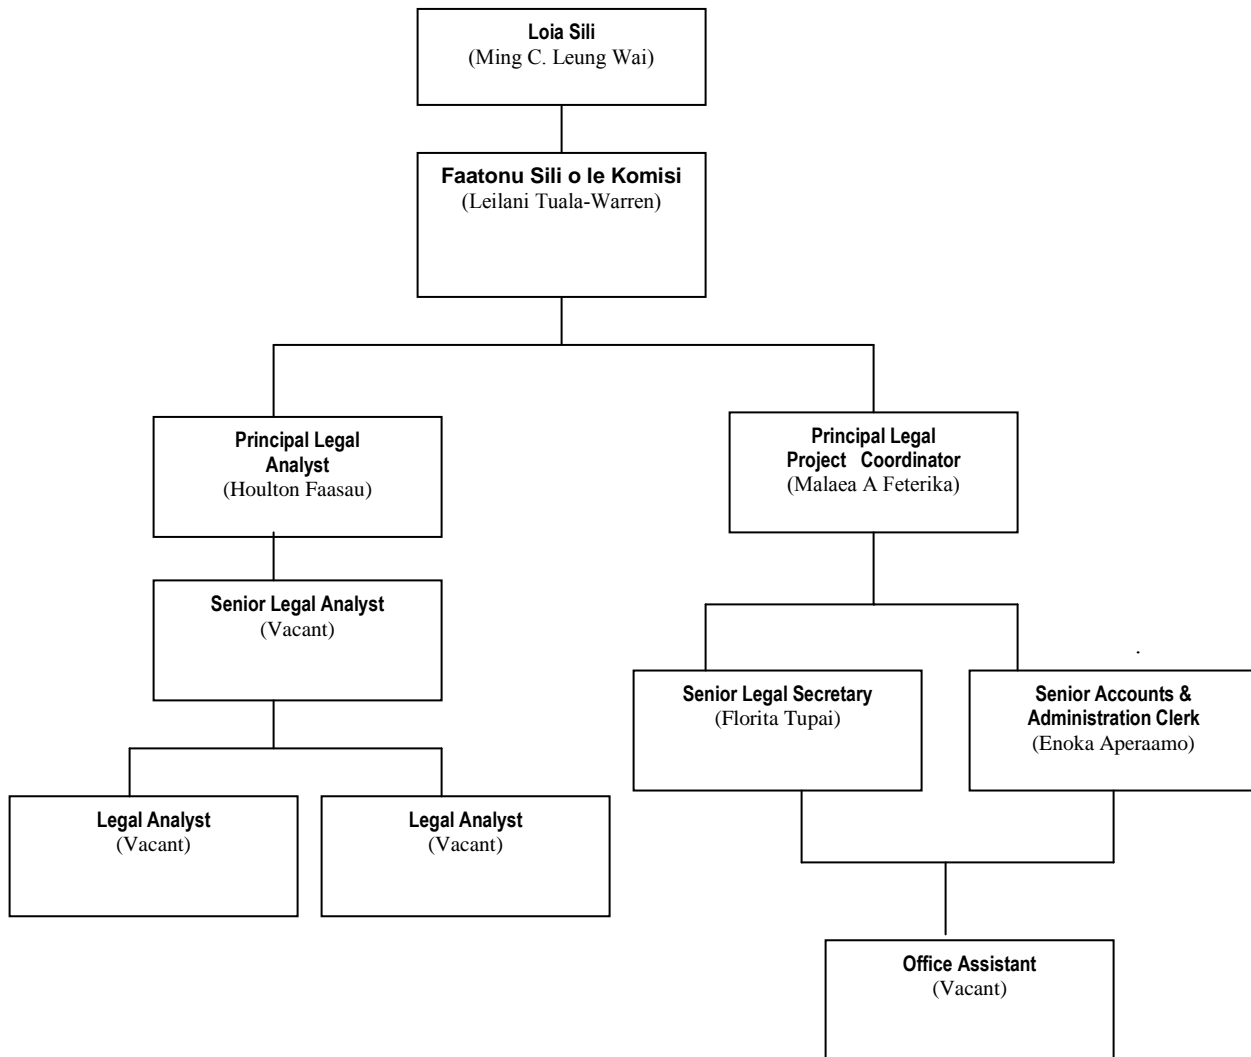 Loia Sili
(Ming C. Leung Wai)
Faatonu Sili o le Komisi
(Leilani Tuala-Warren)
Principal Legal
Analyst
(Houlton Faasau)
Principal Legal
Project Coordinator
(Malaea A Feterika)
Senior Legal Analyst
(Vacant)
Senior Legal Secretary
(Florita Tupai)
Senior Accounts &
Administration Clerk
(Enoka Aperaamo)
Legal Analyst
(Vacant)
Legal Analyst
(Vacant)
Office Assistant
(Vacant)